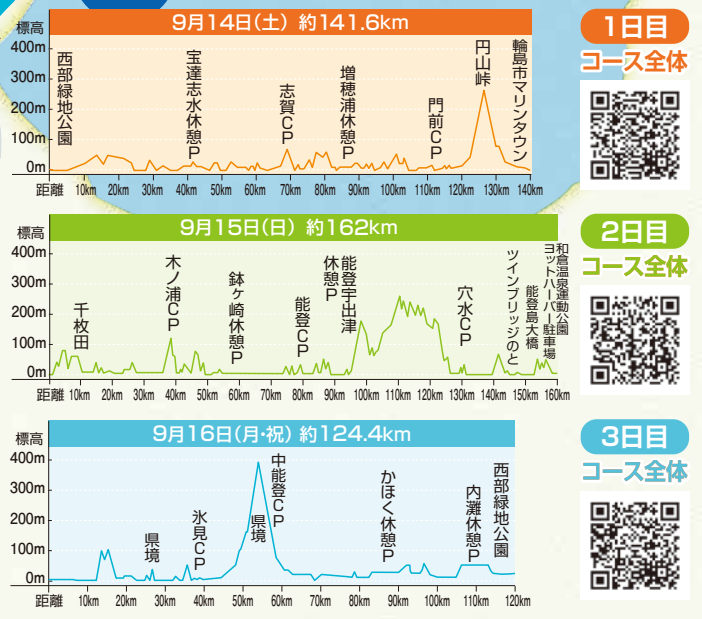 9月14日(土) 約141.6km
標高
400m
300m
200m
100m
0m
西部緑地公園
宝達志水休憩P
志賀CP
増穂浦休憩P
門前CP
円山峠
輪島市マリンタウン
距離 10km 20km 30km 40km 50km 60km 70km 80km 90km 100km 110km 120km 130km 140km
1日目
コース全体
9月15日(日) 約162km
標高
400m
300m
200m
100m
0m
千枚田
木ノ浦CP
鉢ヶ崎休憩P
能登CP
能登宇出津
休憩P
穴水CP
ツインブリッジのと
能登島大橋
和倉温泉運動公園
ヨットハーバー駐車場
距離 10km 20km 30km 40km 50km 60km 70km 80km 90km 100km 110km 120km 130km 140km 150km 160km
2日目
コース全体
9月16日(月・祝) 約124.4km
標高
400m
300m
200m
100m
0m
県境
氷見CP
県境
中能登CP
かほく休憩P
内灘休憩P
西部緑地公園
距離 10km 20km 30km 40km 50km 60km 70km 80km 90km 100km 110km 120km
3日目
コース全体